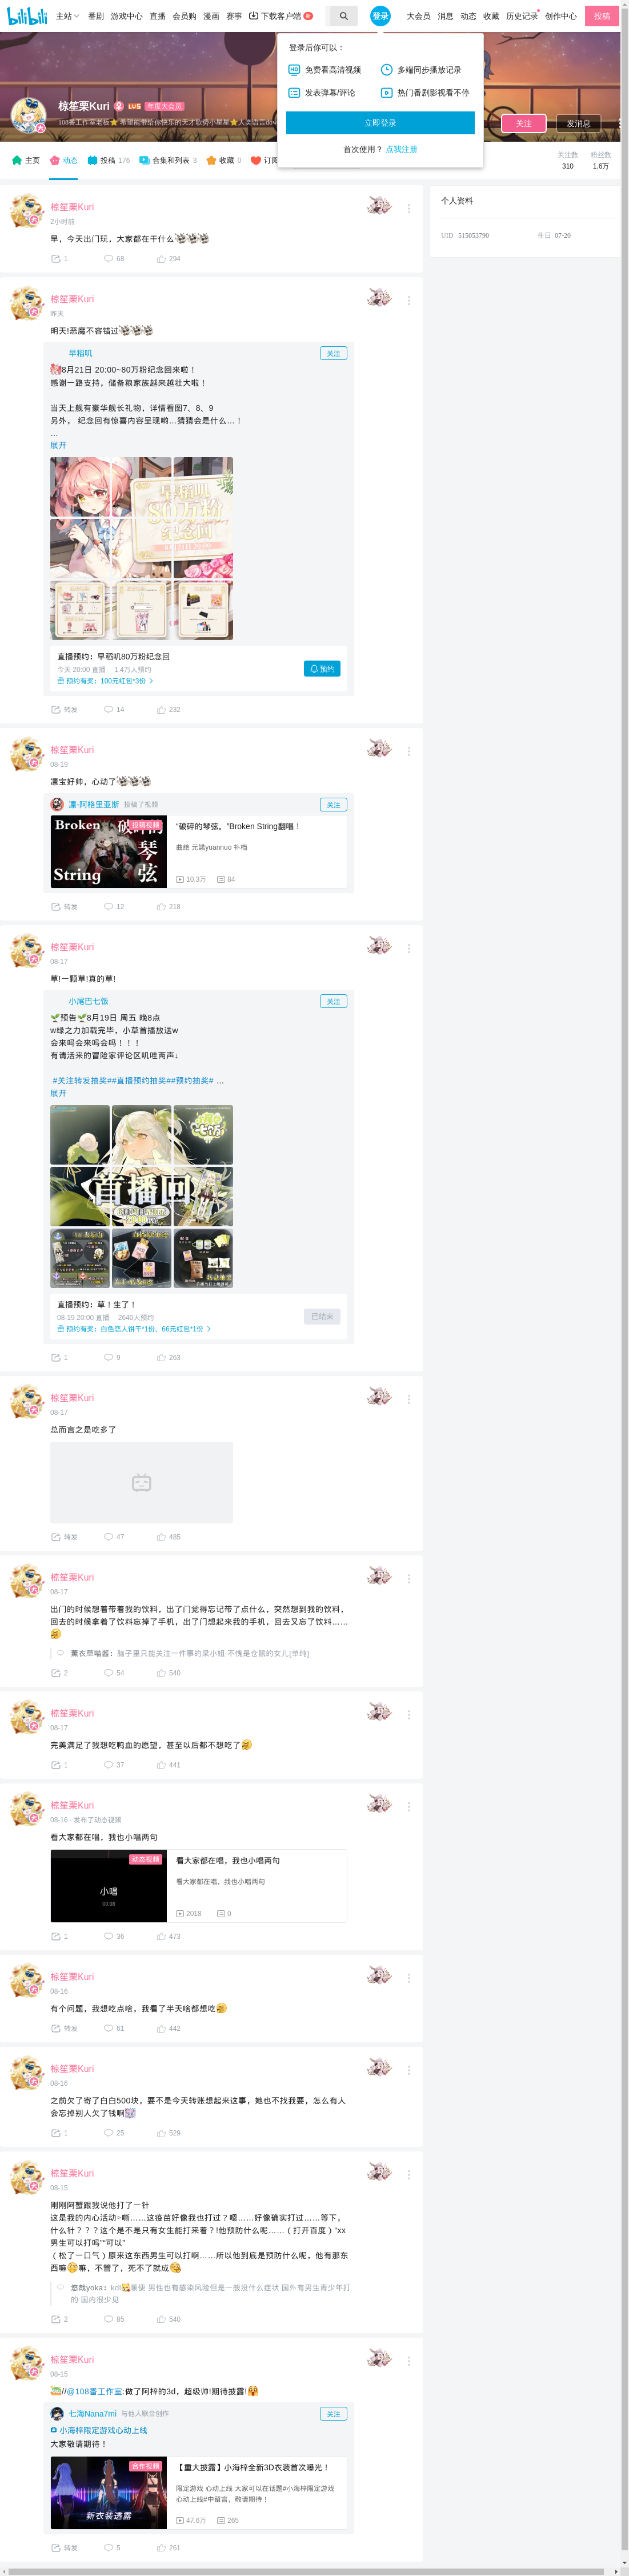 bilibili 主站 番剧 游戏中心 直播 会员购 漫画 赛事 下载客户端 登录 大会员 消息 动态 收藏 历史记录 创作中心 投稿
登录后你可以：
免费看高清视频 多端同步播放记录
发表弹幕/评论 热门番剧影视看不停
立即登录
首次使用？ 点我注册
椋笙栗Kuri LV5 年度大会员
关注 发消息
主页 动态 投稿 176 合集和列表 3 收藏 0 订阅
关注数 粉丝数
310 1.6万
个人资料
UID 515053790 生日 07-20
椋笙栗Kuri
2小时前
早，今天出门玩，大家都在干什么
1 68 294
椋笙栗Kuri
昨天
明天!恶魔不容错过
早稻叽 关注
8月21日 20:00~80万粉纪念回来啦！
感谢一路支持，储备粮家族越来越壮大啦！
当天上舰有豪华舰长礼物，详情看图7、8、9
另外， 纪念回有惊喜内容呈现哟…猜猜会是什么…！
...
展开
早稻叽
80万粉
纪念回
直播预约：早稻叽80万粉纪念回
今天 20:00 直播 1.4万人预约
预约有奖：100元红包*3份
预约
转发 14 232
椋笙栗Kuri
08-19
凛宝好帅，心动了
凛-阿格里亚斯 投稿了视频 关注
投稿视频
Broken 破碎的
琴
String 弦
“破碎的琴弦。”Broken String翻唱！
曲绘 元諾yuannuo 补档
10.3万 84
转发 12 218
椋笙栗Kuri
08-17
草!一颗草!真的草!
小尾巴七饭 关注
预告 8月19日 周五 晚8点
w绿之力加载完毕，小草首播放送w
会来吗会来吗会吗！！！
有请活来的冒险家评论区叽哇两声↓
#关注转发抽奖##直播预约抽奖##预约抽奖# ...
展开
首播回
直播预约：草！生了！
08-19 20:00 直播 2640人预约
预约有奖：白色恋人饼干*1份、66元红包*1份
已结束
1 9 263
椋笙栗Kuri
08-17
总而言之是吃多了
转发 47 485
椋笙栗Kuri
08-17
出门的时候想着带着我的饮料，出了门觉得忘记带了点什么，突然想到我的饮料，
回去的时候拿着了饮料忘掉了手机，出了门想起来我的手机，回去又忘了饮料……
薰衣草喵酱：脑子里只能关注一件事的梁小姐 不愧是仓鼠的女儿[单纯]
2 54 540
椋笙栗Kuri
08-17
完美满足了我想吃鸭血的愿望，甚至以后都不想吃了
1 37 441
椋笙栗Kuri
08-16 · 发布了动态视频
看大家都在唱，我也小唱两句
动态视频
小唱
看大家都在唱，我也小唱两句
看大家都在唱，我也小唱两句
2018 0
1 36 473
椋笙栗Kuri
08-16
有个问题，我想吃点啥，我看了半天啥都想吃
转发 61 442
椋笙栗Kuri
08-16
之前欠了寄了白白500块，要不是今天转账想起来这事，她也不找我要，怎么有人
会忘掉别人欠了钱啊
1 25 529
椋笙栗Kuri
08-15
刚刚阿蟹跟我说他打了一针
这是我的内心活动>嘶……这疫苗好像我也打过？嗯……好像确实打过……等下，
什么针？？？这个是不是只有女生能打来着？!他预防什么呢……（打开百度）“xx
男生可以打吗”“可以”
（松了一口气）原来这东西男生可以打啊……所以他到底是预防什么呢，他有那东
西嘛 嘛，不管了，死不了就成
悠哉yoka：kdl 顺便 男性也有感染风险但是一般没什么症状 国外有男生青少年打
的 国内很少见
2 85 540
椋笙栗Kuri
08-15
//@108番工作室:做了阿梓的3d，超级帅!期待披露!
七海Nana7mi 与他人联合创作 关注
小海梓限定游戏心动上线
大家敬请期待！
合作视频
新衣装透露
【重大披露】小海梓全新3D衣装首次曝光！
限定游戏 心动上线 大家可以在话题#小海梓限定游戏
心动上线#中留言，敬请期待！
47.6万 265
转发 5 261